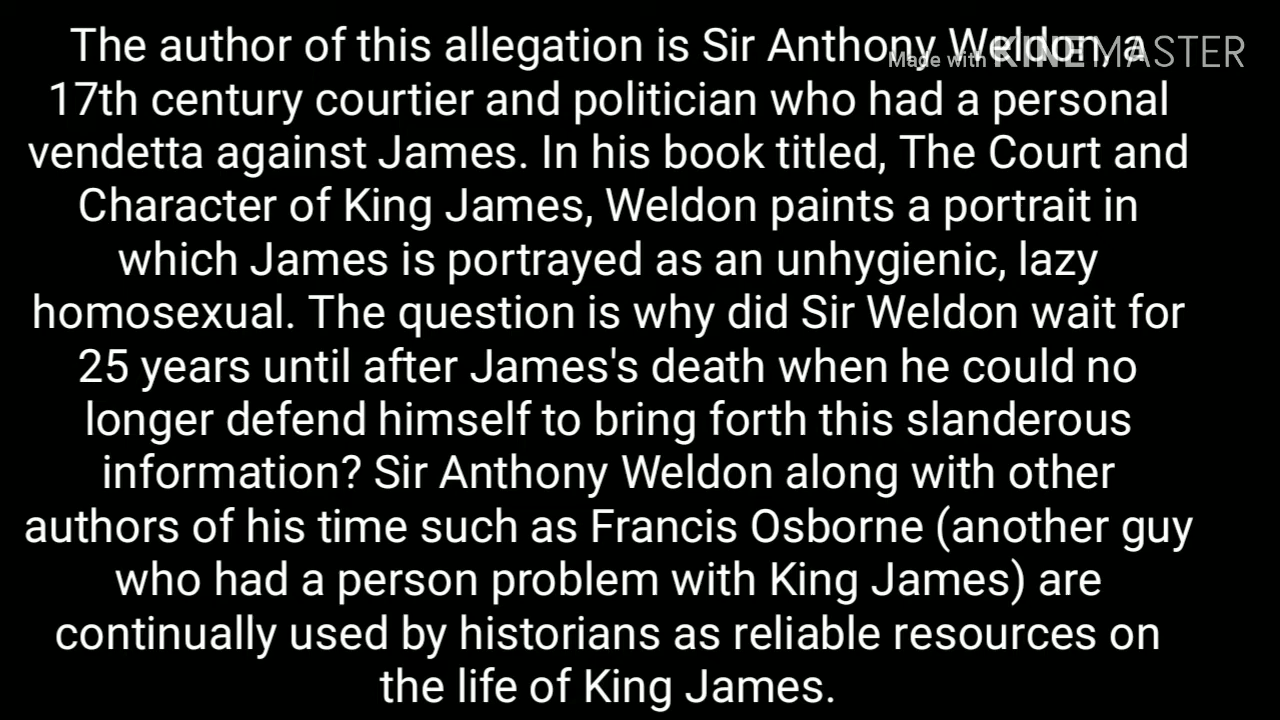 The author of this allegation is Sir Anthony Weldon, a
Made with KINEMASTER
17th century courtier and politician who had a personal
vendetta against James. In his book titled, The Court and
Character of King James, Weldon paints a portrait in
which James is portrayed as an unhygienic, lazy
homosexual. The question is why did Sir Weldon wait for
25 years until after James's death when he could no
longer defend himself to bring forth this slanderous
information? Sir Anthony Weldon along with other
authors of his time such as Francis Osborne (another guy
who had a person problem with King James) are
continually used by historians as reliable resources on
the life of King James.